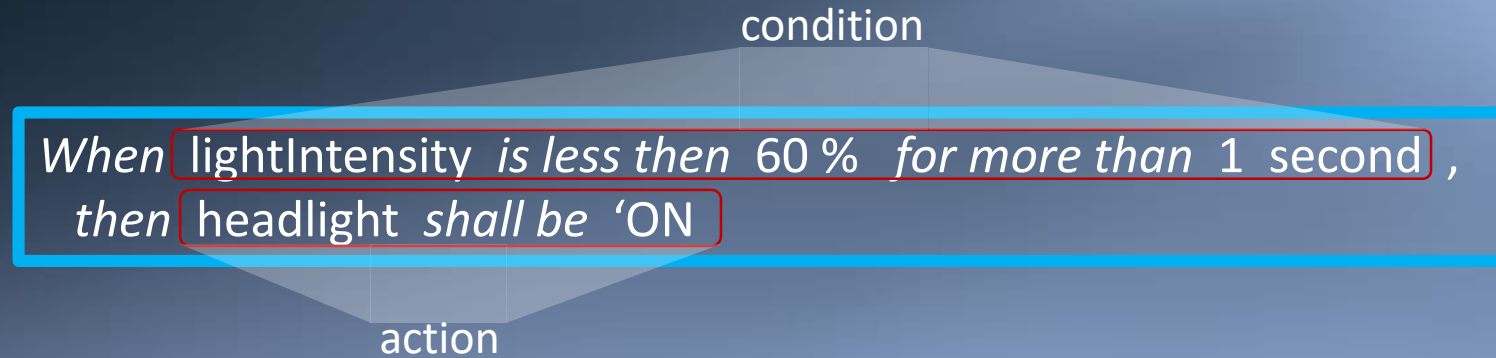 condition
When lightIntensity is less then 60 % for more than 1 second ,
then headlight shall be ‘ON
action